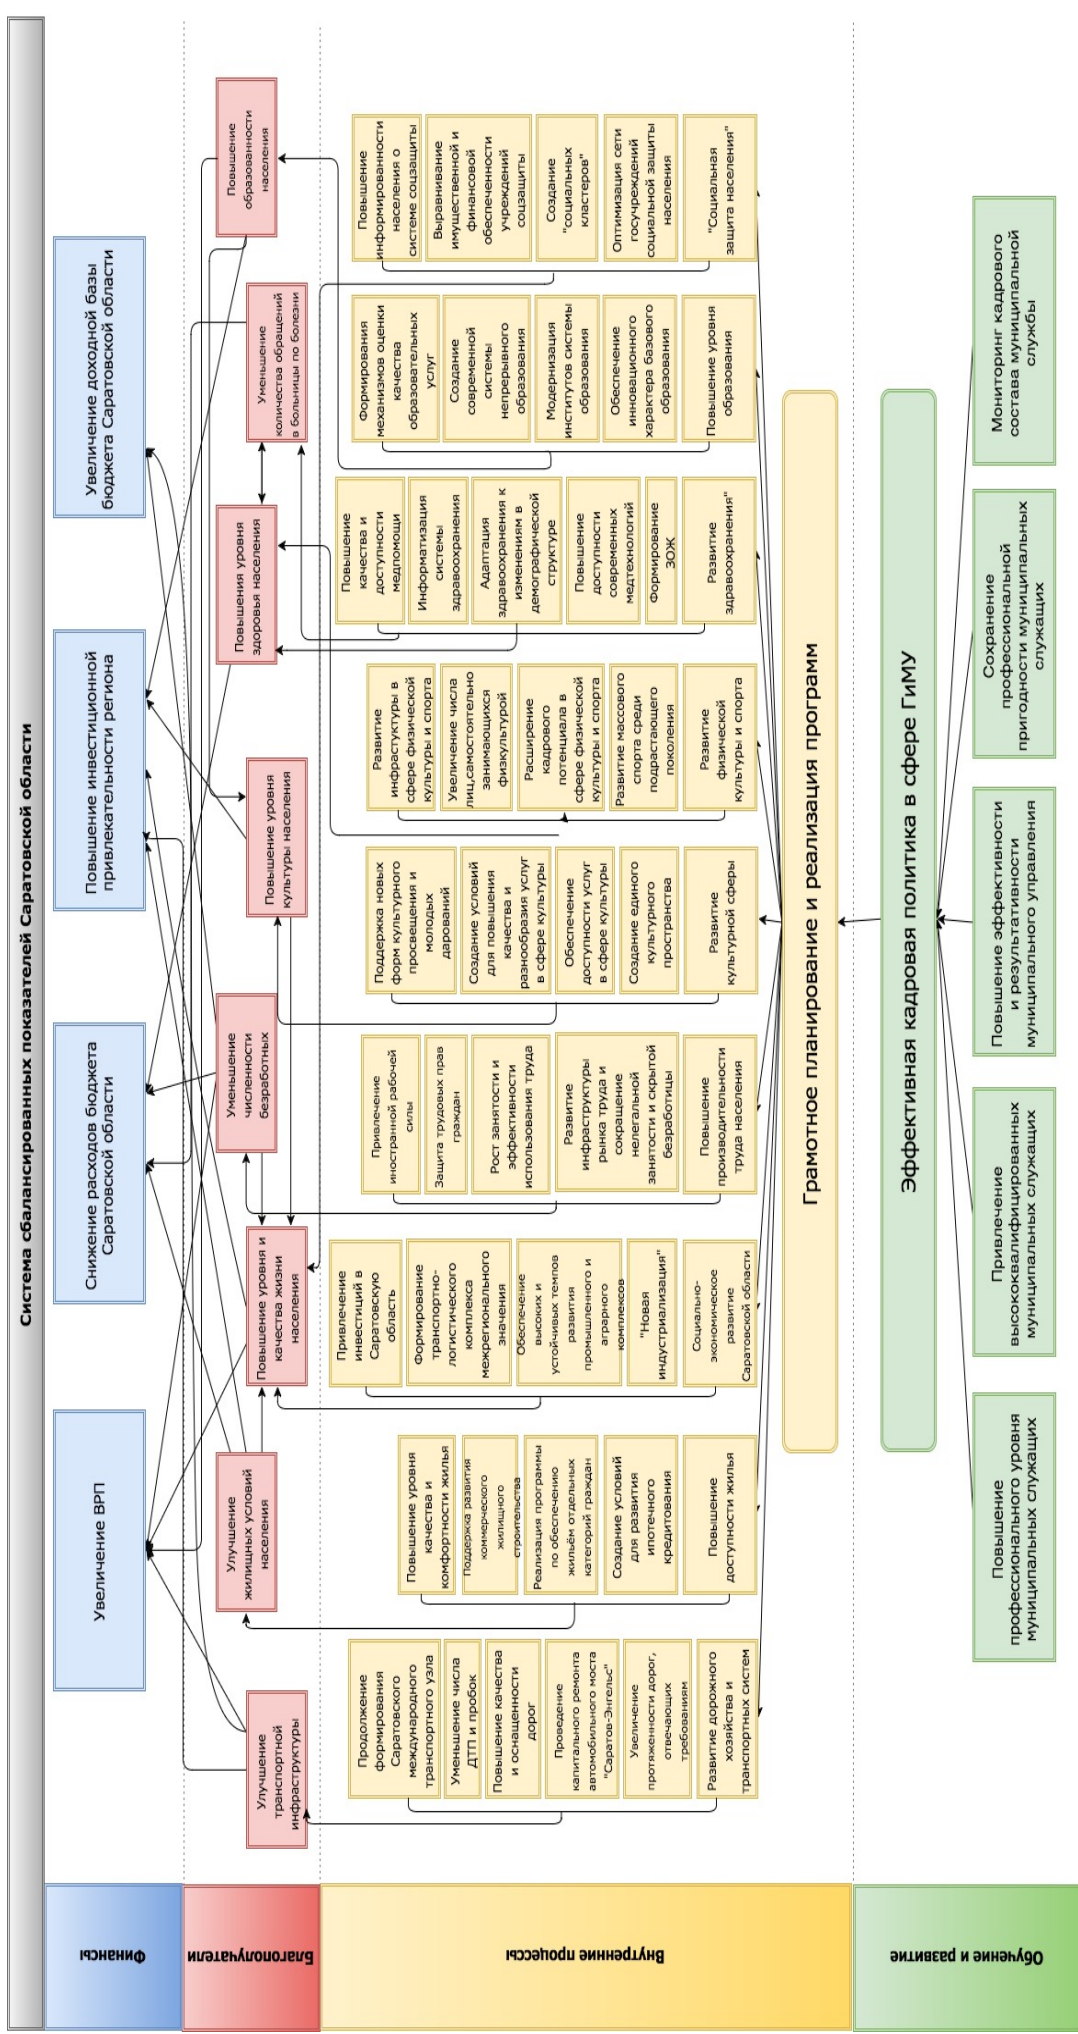 Система сбалансированных показателей Саратовской области
Финансы
Увеличение ВРП
Снижение расходов бюджета
Саратовской области
Повышение инвестиционной
привлекательности региона
Увеличение доходной базы
бюджета Саратовской области
Благополучатели
Улучшение
транспортной
инфраструктуры
Улучшение
жилищных условий
населения
Повышение уровня и
качества жизни
населения
Уменьшение
численности
безработных
Повышение уровня
культуры населения
Повышения уровня
здоровья населения
Уменьшение
количества обращений
в больницы по болезни
Повышение
образованности
населения
Внутренние процессы
Продолжение
формирования
Саратовского
международного
транспортного узла
Уменьшение числа
ДТП и пробок
Повышение качества
и оснащенности
дорог
Проведение
капитального ремонта
автомобильного моста
"Саратов-Энгельс"
Увеличение
протяженности дорог,
отвечающих
требованиям
Развитие дорожного
хозяйства и
транспортных систем
Повышение уровня
качества и
комфортности жилья
Поддержка развития
коммерческого
жилищного
строительства
Реализация программы
по обеспечению
жильём отдельных
категорий граждан
Создание условий
для развития
ипотечного
кредитования
Повышение
доступности жилья
Привлечение
инвестиций в
Саратовскую
область
Формирование
транспортно-
логистического
комплекса
межрегионального
значения
Обеспечение
высоких и
устойчивых темпов
развития
промышленного и
аграрного
комплексов
"Новая
индустриализация"
Социально-
экономическое
развитие
Саратовской области
Привлечение
иностранной рабочей
силы
Защита трудовых прав
граждан
Рост занятости и
эффективности
использования труда
Развитие
инфраструктуры
рынка труда и
сокращение
нелегальной
занятости и скрытой
безработицы
Повышение
производительности
труда населения
Поддержка новых
форм культурного
просвещения и
молодых
дарований
Создание условий
для повышения
качества и
разнообразия услуг
в сфере культуры
Обеспечение
доступности услуг
в сфере культуры
Создание единого
культурного
пространства
Развитие
культурной сферы
Развитие
инфрастуктуры в
сфере физической
культуры и спорта
Увеличение числа
лиц,самостоятельно
занимающихся
физкультурой
Расширение
кадрового
потенциала в
сфере физической
культуры и спорта
Развитие массового
спорта среди
подрастающего
поколения
Развитие
физической
культуры и спорта
Повышение
качества и
доступности
медпомощи
Информатизация
системы
здравоохранения
Адаптация
здравоохранения к
изменениям в
демографической
структуре
Повышение
доступности
современных
медтехнологий
Формирование
ЗОЖ
Развитие
здравоохранения"
Формирования
механизмов оценки
качества
образовательных
услуг
Создание
современной
системы
непрерывного
образования
Модернизация
институтов системы
образования
Обеспечение
инновационного
характера базового
образования
Повышение уровня
образования
Повышение
информированности
населения о
системе соцзащиты
Выравнивание
имущественной и
финансовой
обеспеченности
учреждений
соцзащиты
Создание
"социальных
кластеров"
Оптимизация сети
госучреждений
социальной защиты
населения
"Социальная
защита населения"
Грамотное планирование и реализация программ
Обучение и развитие
Эффективная кадровая политика в сфере ГиМУ
Повышение
профессионального уровня
муниципальных служащих
Привлечение
высококвалифицированных
муниципальных служащих
Повышение эффективности
и результативности
муниципального управления
Сохранение
профессиональной
пригодности муниципальных
служащих
Мониторинг кадрового
состава муниципальной
службы